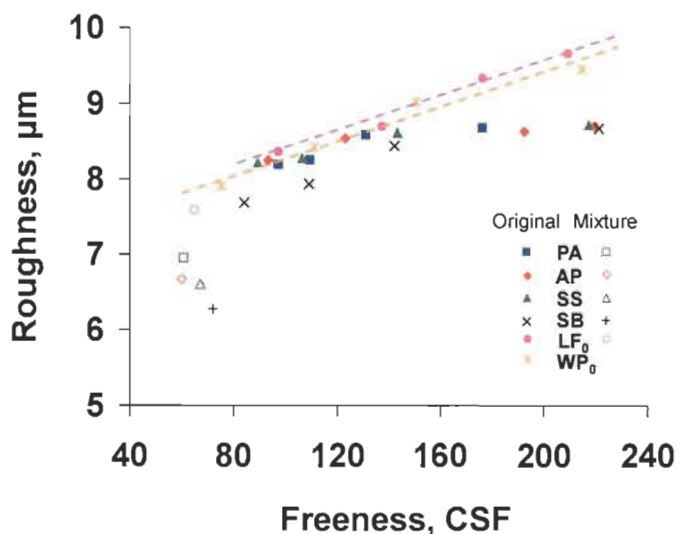 10
9
8
7
6
5
Roughness, µm
Original Mixture
PA
AP
SS
SB
LF₀
WP₀
40 80 120 160 200 240
Freeness, CSF